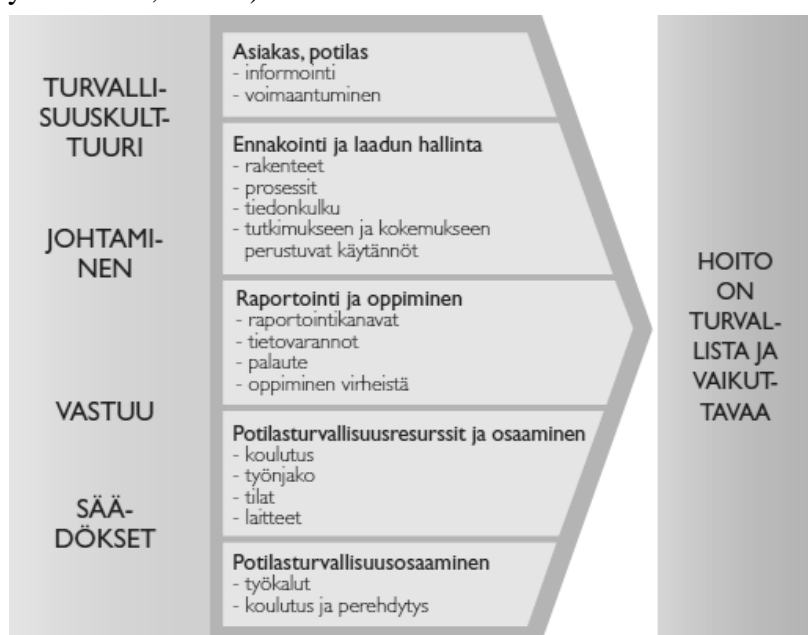 TURVALLI-
SUUSKULT-
TUURI
JOHTAMI-
NEN
VASTUU
SÄÄ-
DÖKSET
Asiakas, potilas
- informointi
- voimaantuminen
Ennakointi ja laadun hallinta
- rakenteet
- prosessit
- tiedonkulku
- tutkimukseen ja kokemukseen
perustuvat käytännöt
Raportointi ja oppiminen
- raportointikanavat
- tietovarannot
- palaute
- oppiminen virheistä
Potilasturvallisuusresurssit ja osaaminen
- koulutus
- työnjako
- tilat
- laitteet
Potilasturvallisuusosaaminen
- työkalut
- koulutus ja perehdytys
HOITO
ON
TURVAL-
LISTA JA
VAIKUT-
TAVAA